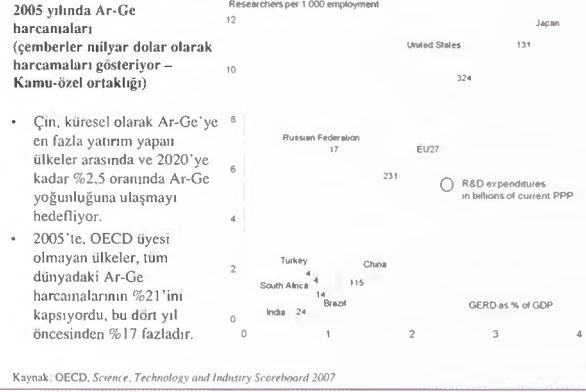 2005 yılında Ar-Ge
harcamaları
(çemberler milyar dolar olarak
harcamaları gösteriyor –
Kamu-özel ortaklığı)
• Çin, küresel olarak Ar-Ge'ye
en fazla yatırım yapan
ülkeler arasında ve 2020'ye
kadar %2,5 oranında Ar-Ge
yoğunluğuna ulaşmayı
hedefliyor.
• 2005'te, OECD üyesi
olmayan ülkeler, tüm
dünyadaki Ar-Ge
harcamalarının %21'ini
kapsıyordu, bu dört yıl
öncesinden %17 fazladır.
Researchers per 1 000 employment
12
Japan
United States
131
10
324
8
Russian Federation
17
EU27
6
231
R&D expenditures
in billions of current PPP
4
Turkey
China
2
4
4
South Africa
115
14
Brazil
India
24
GERD as % of GDP
0
0
1
2
3
4
Kaynak: OECD, Science, Technology and Industry Scoreboard 2007